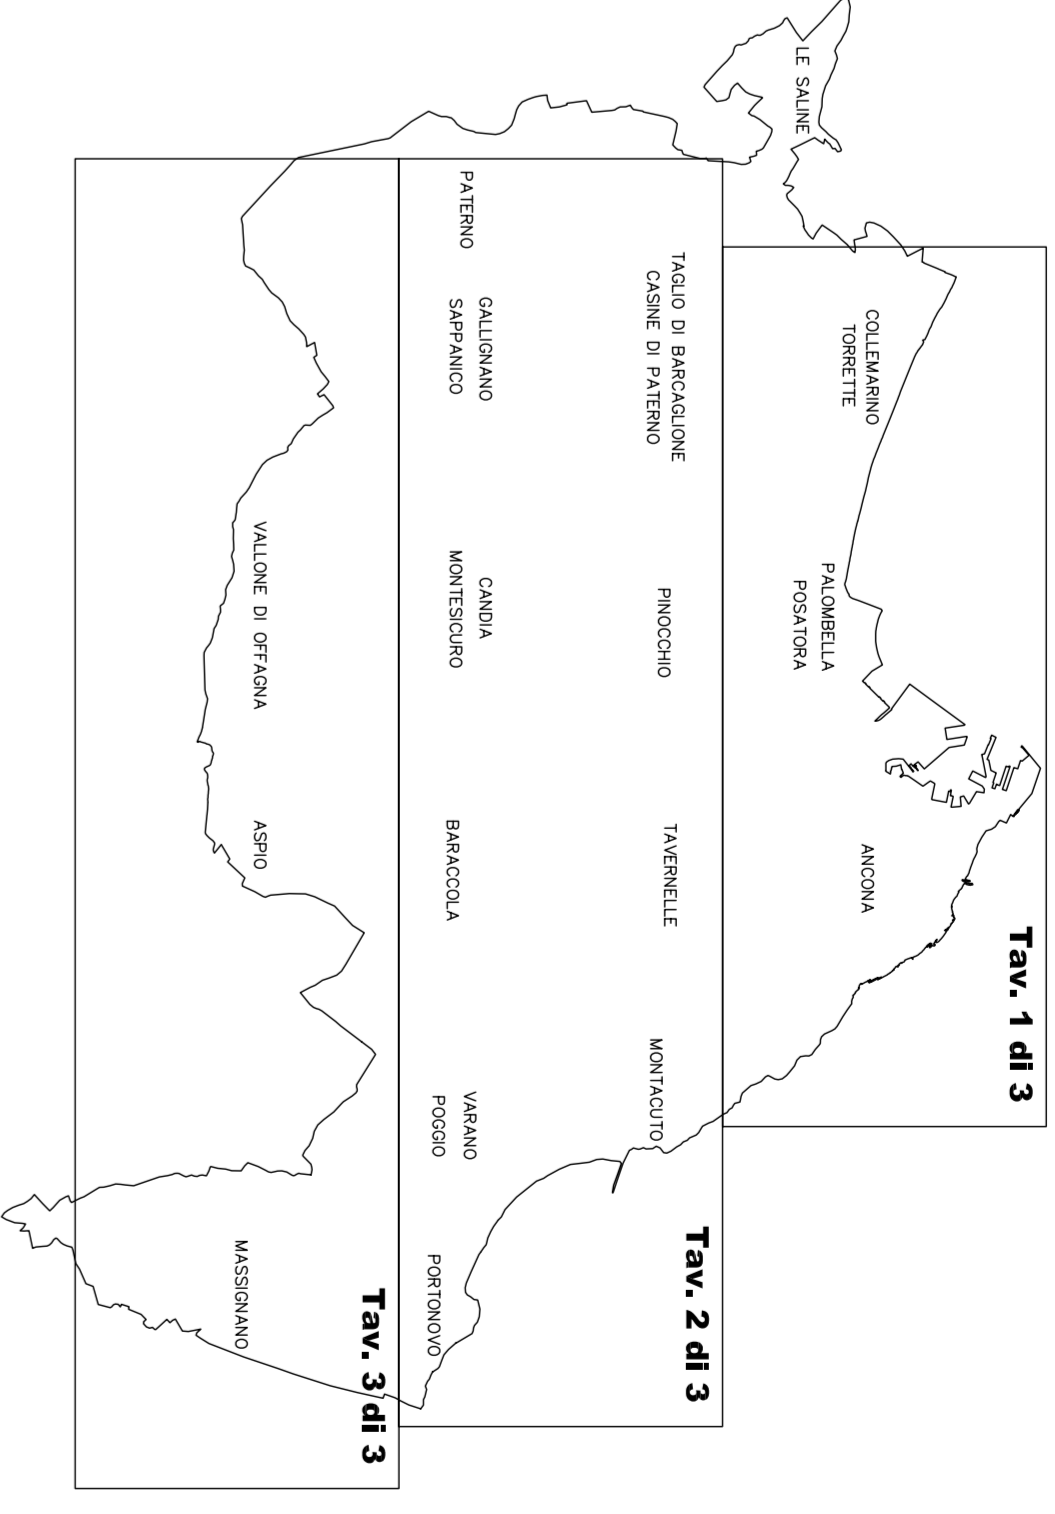 LE SALINE
Tav. 1 di 3
COLLEMARINO
TORRETTE
PALOMBELLA
POSATORA
ANCONA
Tav. 2 di 3
TAGLIO DI BARCAGLIONE
CASINE DI PATERNO
PINOCCHIO
TAVERNELLE
MONTACUTO
PATERNO
GALLIGNANO
SAPPANICO
CANDIA
MONTESICURO
BARACCOLA
VARANO
POGGIO
PORTONOVO
Tav. 3 di 3
VALLONE DI OFFAGNA
ASPIO
MASSIGNANO